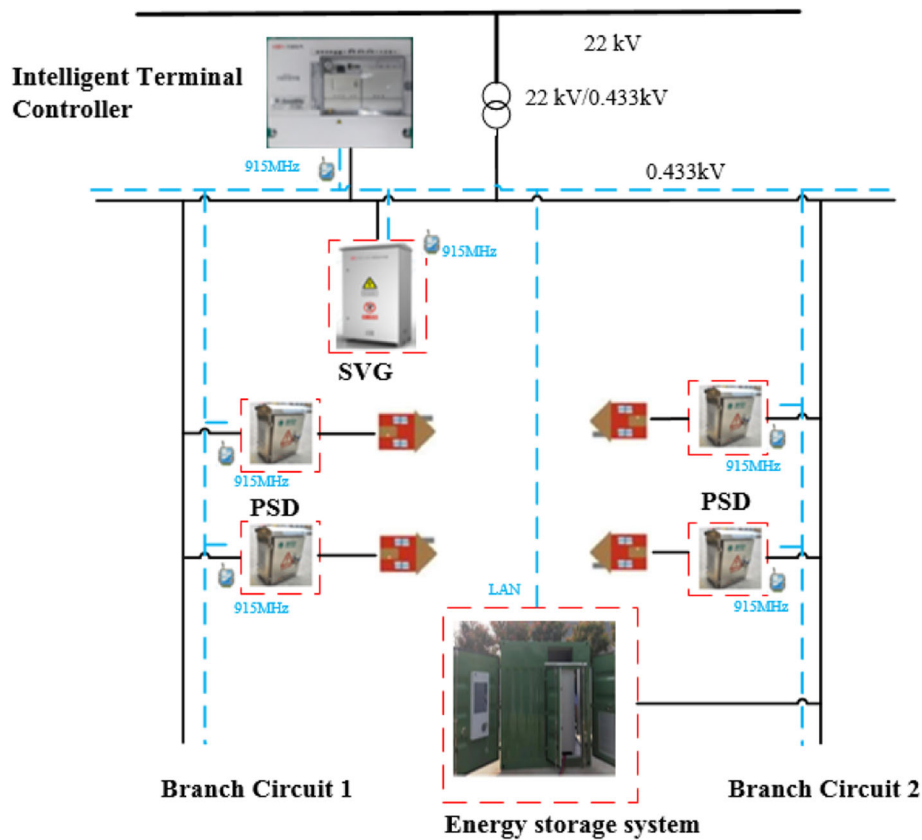 22 kV
Intelligent Terminal
Controller
22 kV/0.433kV
915MHz
0.433kV
915MHz
SVG
915MHz
915MHz
PSD
PSD
915MHz
915MHz
LAN
Branch Circuit 1
Branch Circuit 2
Energy storage system